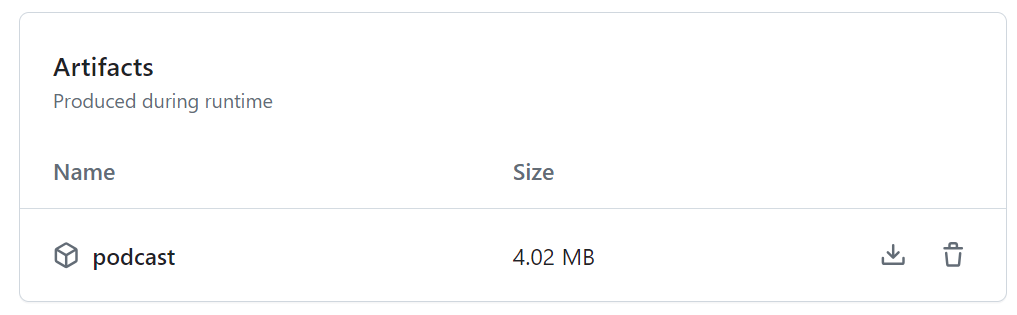 Artifacts
Produced during runtime
Name Size
podcast 4.02 MB